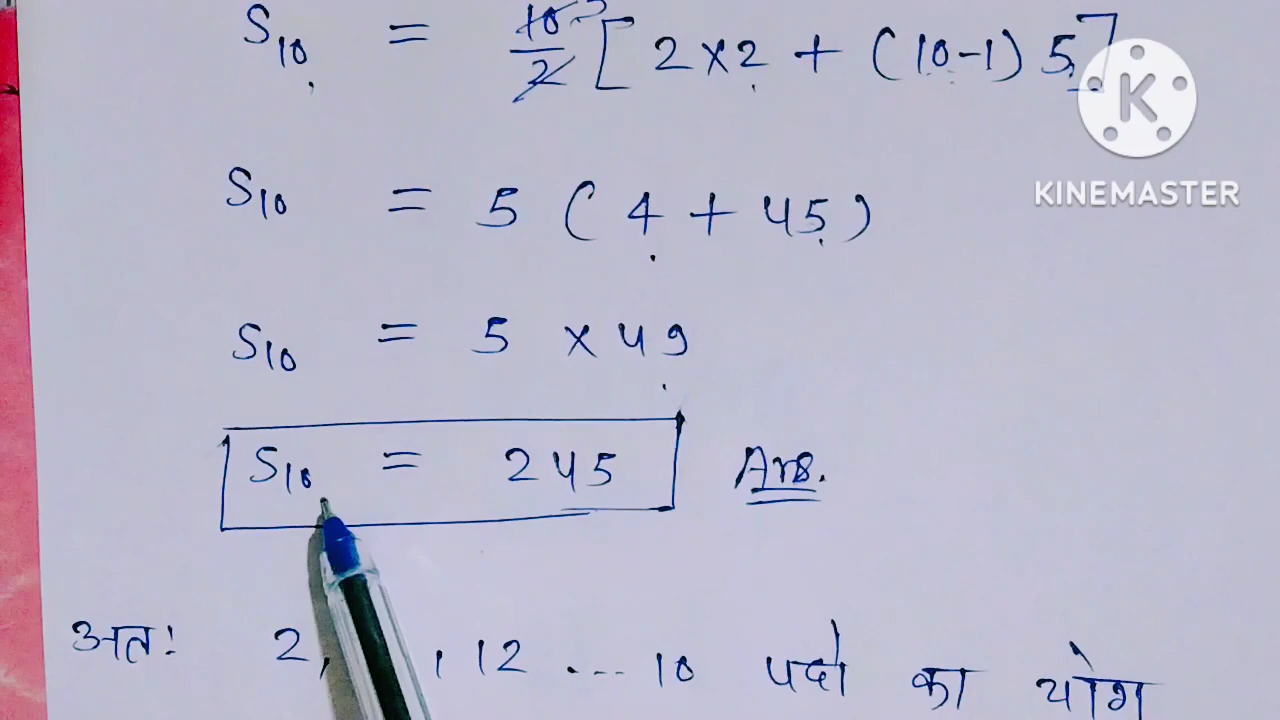 S10 = 10/2 5 [ 2×2 + (10-1) 5 ]
K
KINEMASTER
S10 = 5 ( 4 + 45 )
S10 = 5 × 49
S10 = 245 Ans.
अतः 2, , 12 ... 10 पदो का योग